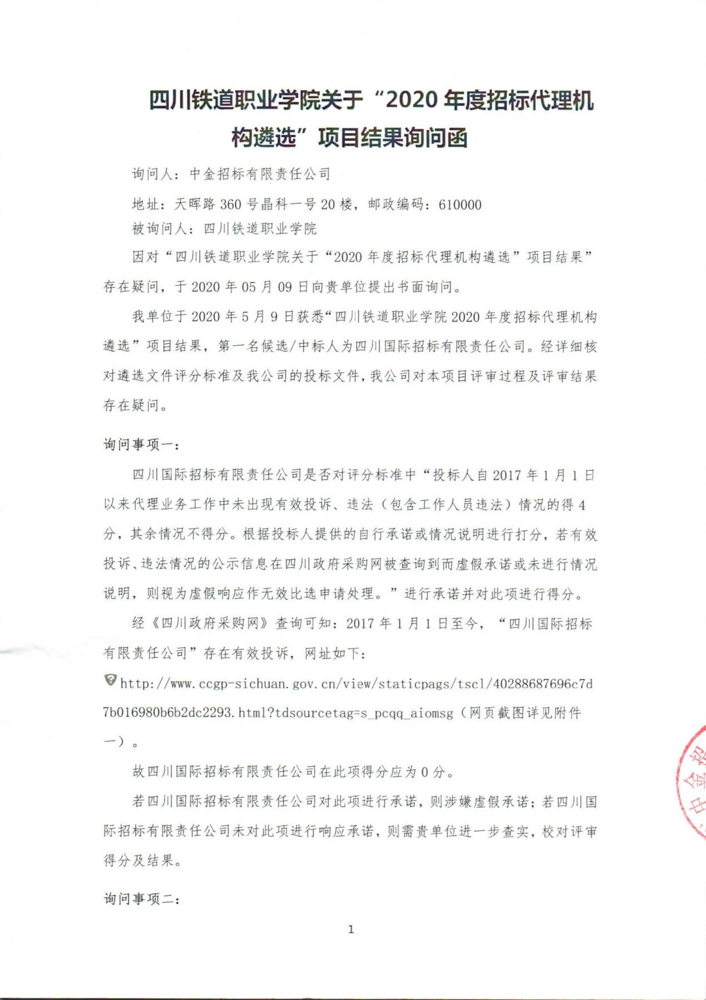 四川铁道职业学院关于“2020 年度招标代理机
构遴选”项目结果询问函
询问人：中金招标有限责任公司
地址：天晖路 360 号晶科一号 20 楼，邮政编码：610000
被询问人：四川铁道职业学院
因对“四川铁道职业学院关于“2020 年度招标代理机构遴选”项目结果”
存在疑问，于 2020 年 05 月 09 日向贵单位提出书面询问。
我单位于 2020 年 5 月 9 日获悉“四川铁道职业学院 2020 年度招标代理机构
遴选”项目结果，第一名候选/中标人为四川国际招标有限责任公司。经详细核
对遴选文件评分标准及我公司的投标文件，我公司对本项目评审过程及评审结果
存在疑问。
询问事项一：
四川国际招标有限责任公司是否对评分标准中“投标人自 2017 年 1 月 1 日
以来代理业务工作中未出现有效投诉、违法（包含工作人员违法）情况的得 4
分，其余情况不得分。根据投标人提供的自行承诺或情况说明进行打分，若有效
投诉、违法情况的公示信息在四川政府采购网被查询到而虚假承诺或未进行情况
说明，则视为虚假响应作无效比选申请处理。”进行承诺并对此项进行得分。
经《四川政府采购网》查询可知：2017 年 1 月 1 日至今，“四川国际招标
有限责任公司”存在有效投诉，网址如下：
http://www.ccgp-sichuan.gov.cn/view/staticpags/tscl/40288687696c7d
7b016980b6b2dc2293.html?tdsourcetag=s_pcqq_aiomsg（网页截图详见附件
一）。
故四川国际招标有限责任公司在此项得分应为 0 分。
若四川国际招标有限责任公司对此项进行承诺，则涉嫌虚假承诺；若四川国
际招标有限责任公司未对此项进行响应承诺，则需贵单位进一步查实，校对评审
得分及结果。
询问事项二：
1
中金招